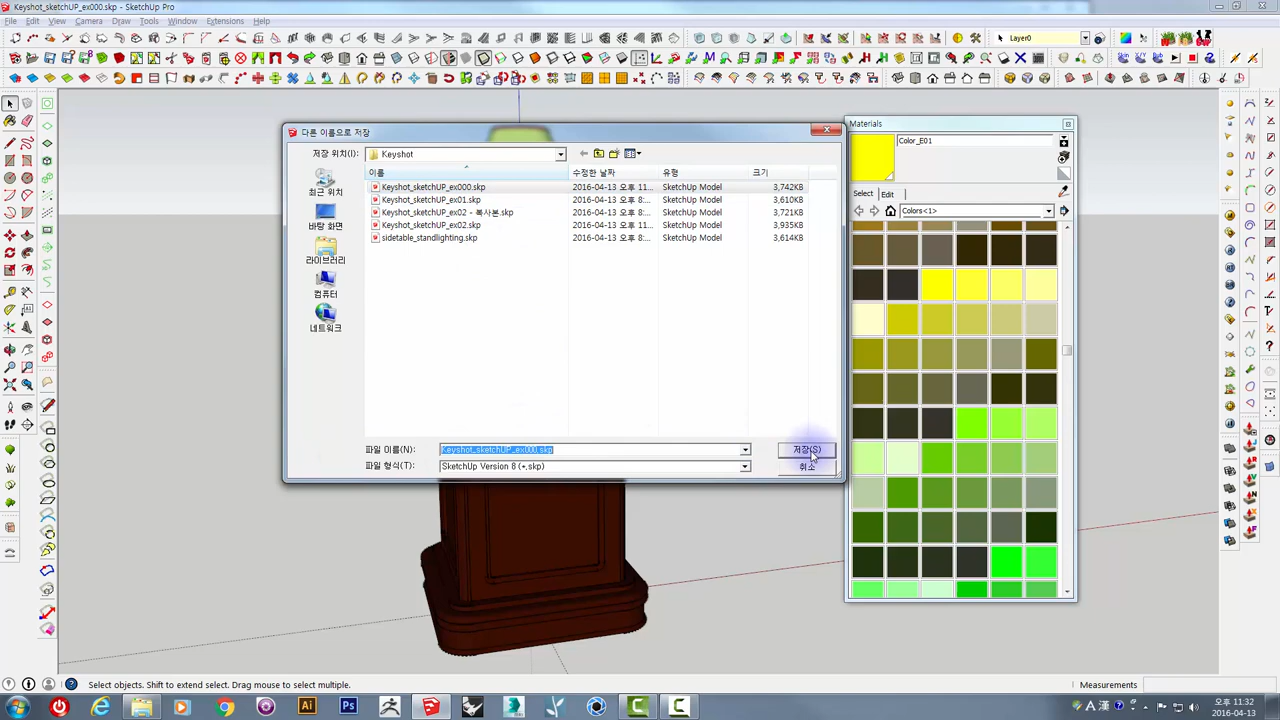 Keyshot_sketchUP_ex000.skp - SketchUp Pro
File Edit View Camera Draw Tools Window Extensions Help
Layer0
다른 이름으로 저장
저장 위치(I): Keyshot
이름 수정한 날짜 유형 크기
Keyshot_sketchUP_ex000.skp 2016-04-13 오후 11... SketchUp Model 3,742KB
Keyshot_sketchUP_ex01.skp 2016-04-13 오후 8:... SketchUp Model 3,610KB
Keyshot_sketchUP_ex02 - 복사본.skp 2016-04-13 오후 8:... SketchUp Model 3,721KB
Keyshot_sketchUP_ex02.skp 2016-04-13 오후 11... SketchUp Model 3,935KB
sidetable_standlighting.skp 2016-04-13 오후 8:... SketchUp Model 3,614KB
최근 위치
바탕 화면
라이브러리
컴퓨터
네트워크
파일 이름(N): Keyshot_sketchUP_ex000.skp 저장(S)
파일 형식(T): SketchUp Version 8 (*.skp) 취소
Materials
Color_E01
Select Edit
Colors<1>
Select objects. Shift to extend select. Drag mouse to select multiple.
Measurements
Ai Ps
A 漢
오후 11:32
2016-04-13